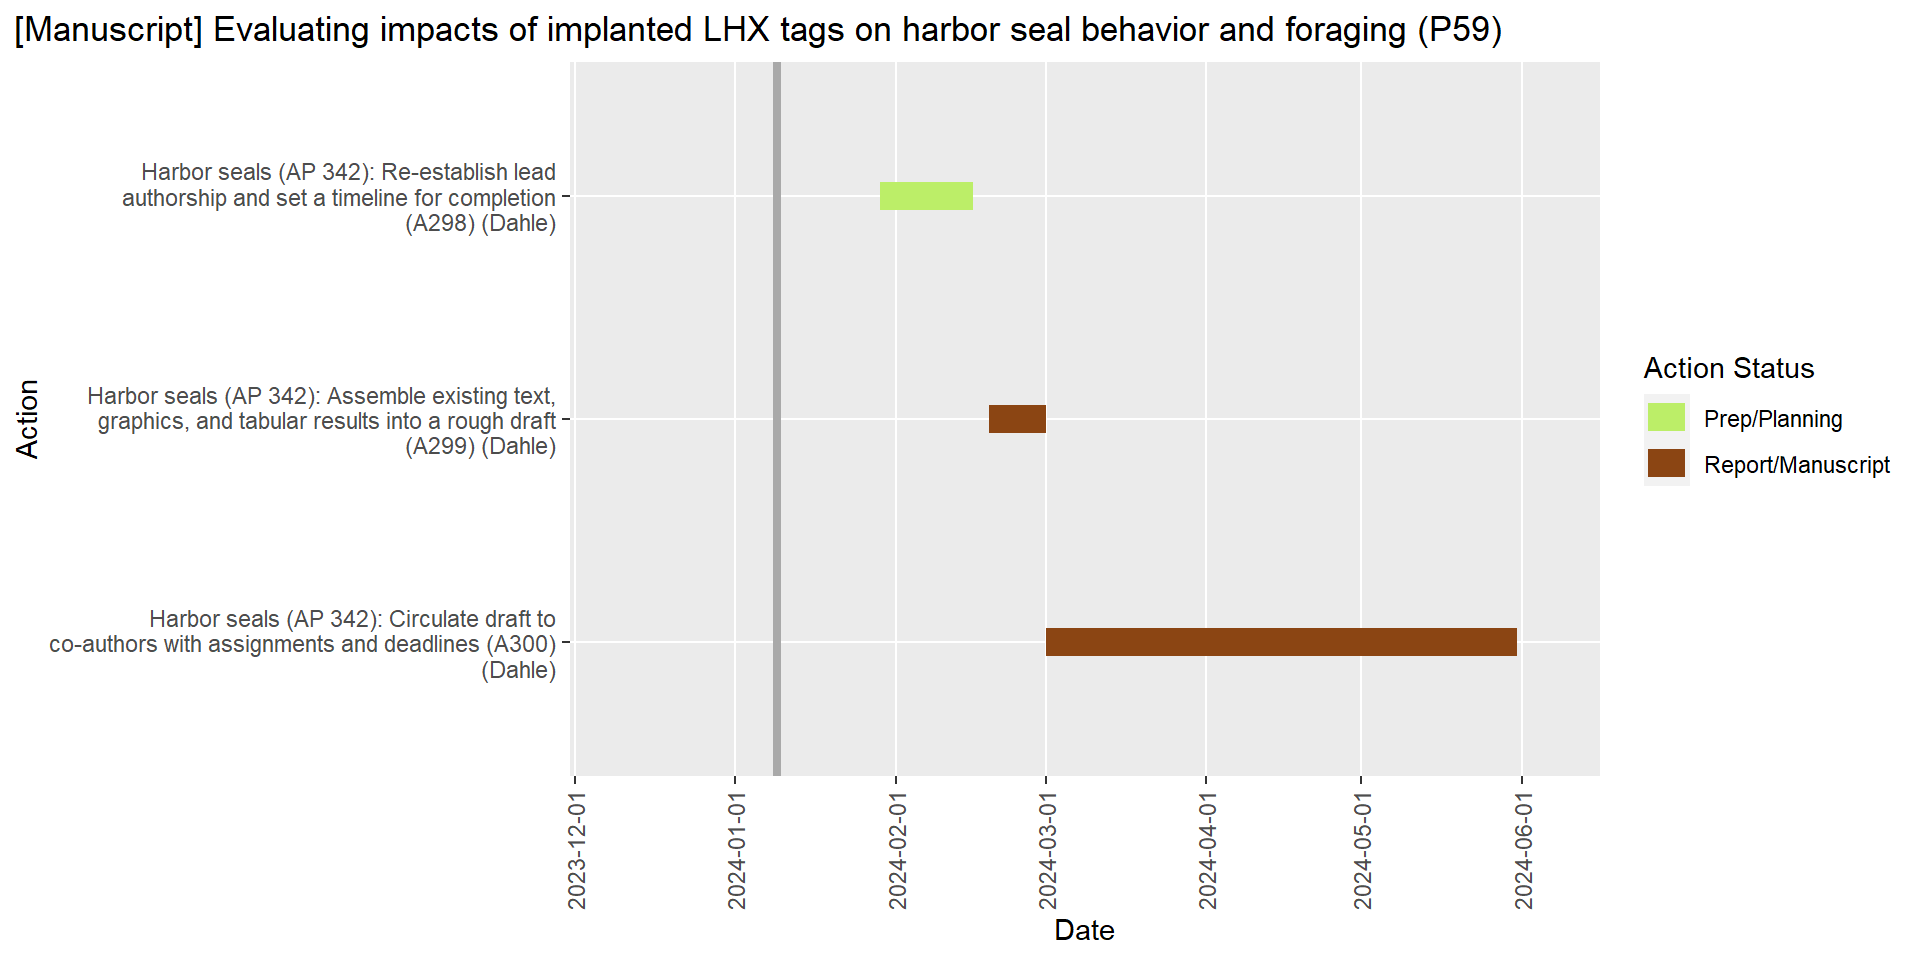 [Manuscript] Evaluating impacts of implanted LHX tags on harbor seal behavior and foraging (P59)
Action
Harbor seals (AP 342): Re-establish lead
authorship and set a timeline for completion
(A298) (Dahle)
Harbor seals (AP 342): Assemble existing text,
graphics, and tabular results into a rough draft
(A299) (Dahle)
Harbor seals (AP 342): Circulate draft to
co-authors with assignments and deadlines (A300)
(Dahle)
2023-12-01
2024-01-01
2024-02-01
2024-03-01
2024-04-01
2024-05-01
2024-06-01
Date
Action Status
Prep/Planning
Report/Manuscript